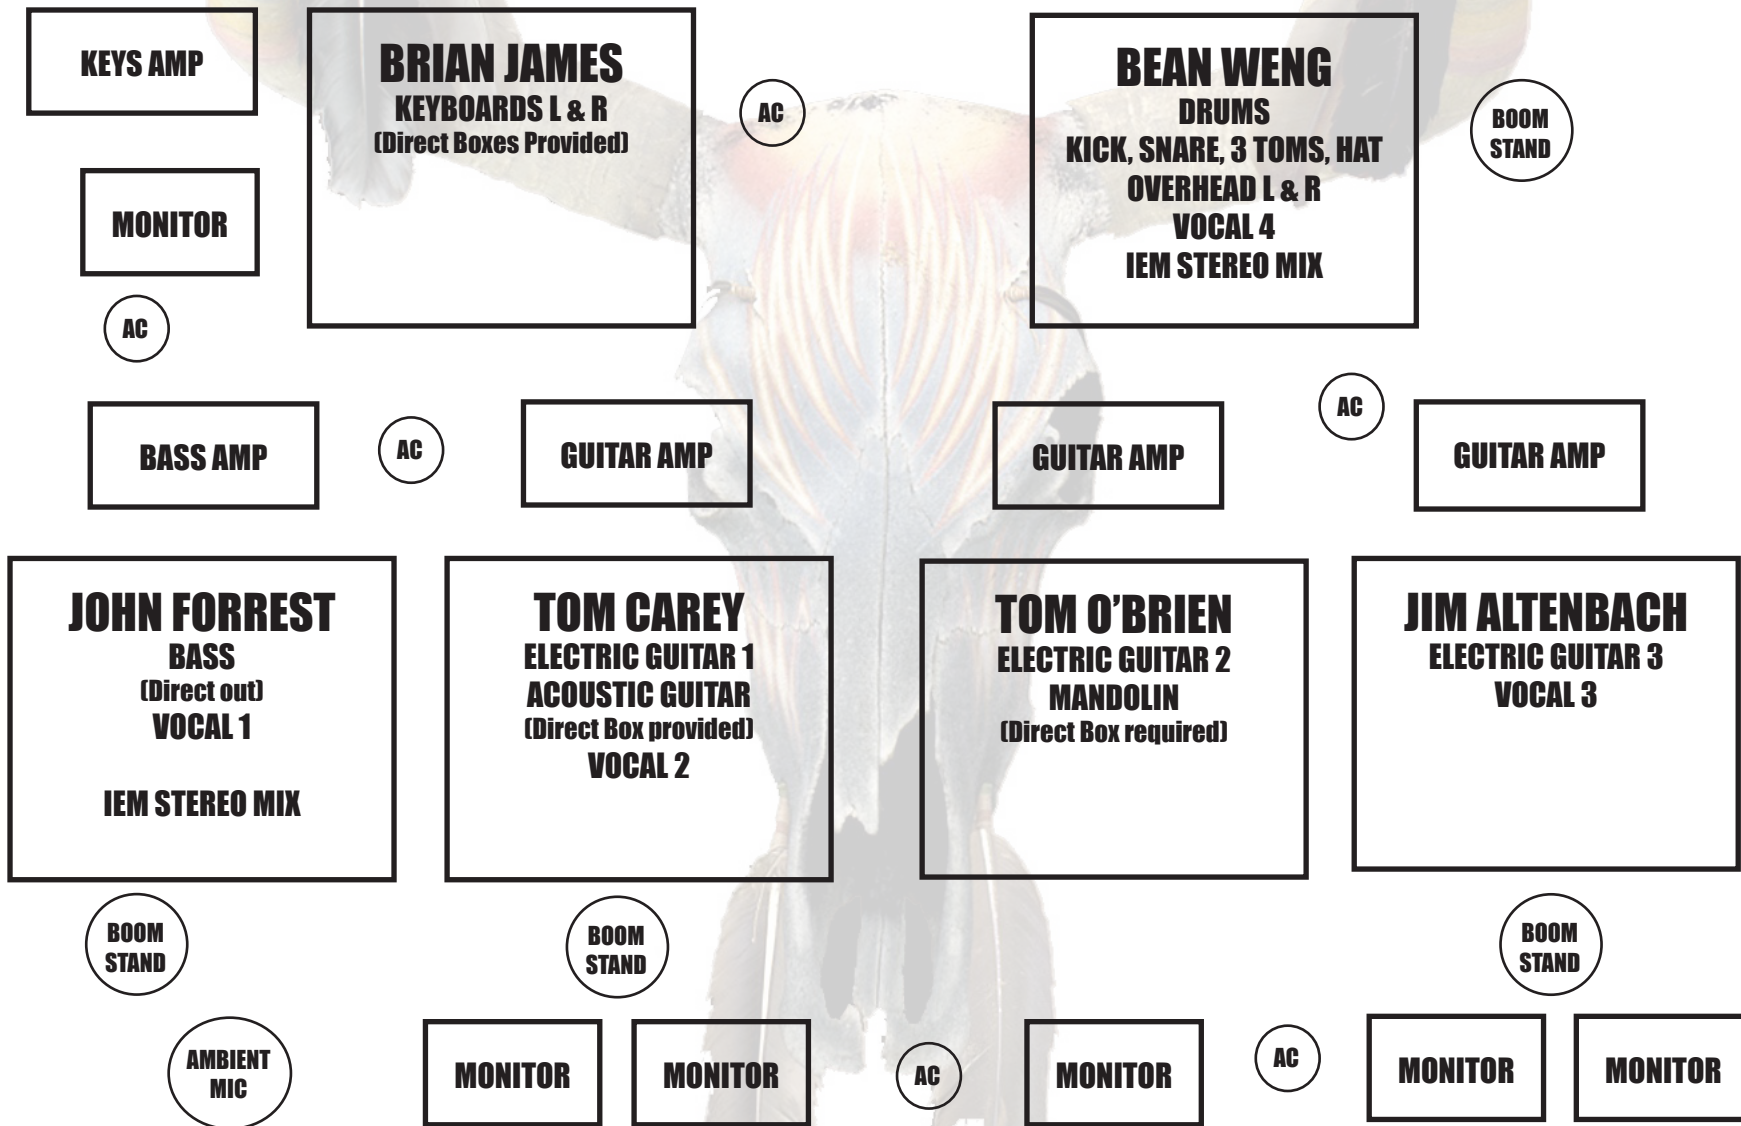 KEYS AMP
BRIAN JAMES
KEYBOARDS L & R
(Direct Boxes Provided)
AC
BEAN WENG
DRUMS
KICK, SNARE, 3 TOMS, HAT
OVERHEAD L & R
VOCAL 4
IEM STEREO MIX
BOOM
STAND
MONITOR
AC
BASS AMP
AC
GUITAR AMP
GUITAR AMP
AC
GUITAR AMP
JOHN FORREST
BASS
(Direct out)
VOCAL 1
IEM STEREO MIX
TOM CAREY
ELECTRIC GUITAR 1
ACOUSTIC GUITAR
(Direct Box provided)
VOCAL 2
TOM O'BRIEN
ELECTRIC GUITAR 2
MANDOLIN
(Direct Box required)
JIM ALTENBACH
ELECTRIC GUITAR 3
VOCAL 3
BOOM
STAND
BOOM
STAND
BOOM
STAND
AMBIENT
MIC
MONITOR
MONITOR
AC
MONITOR
AC
MONITOR
MONITOR